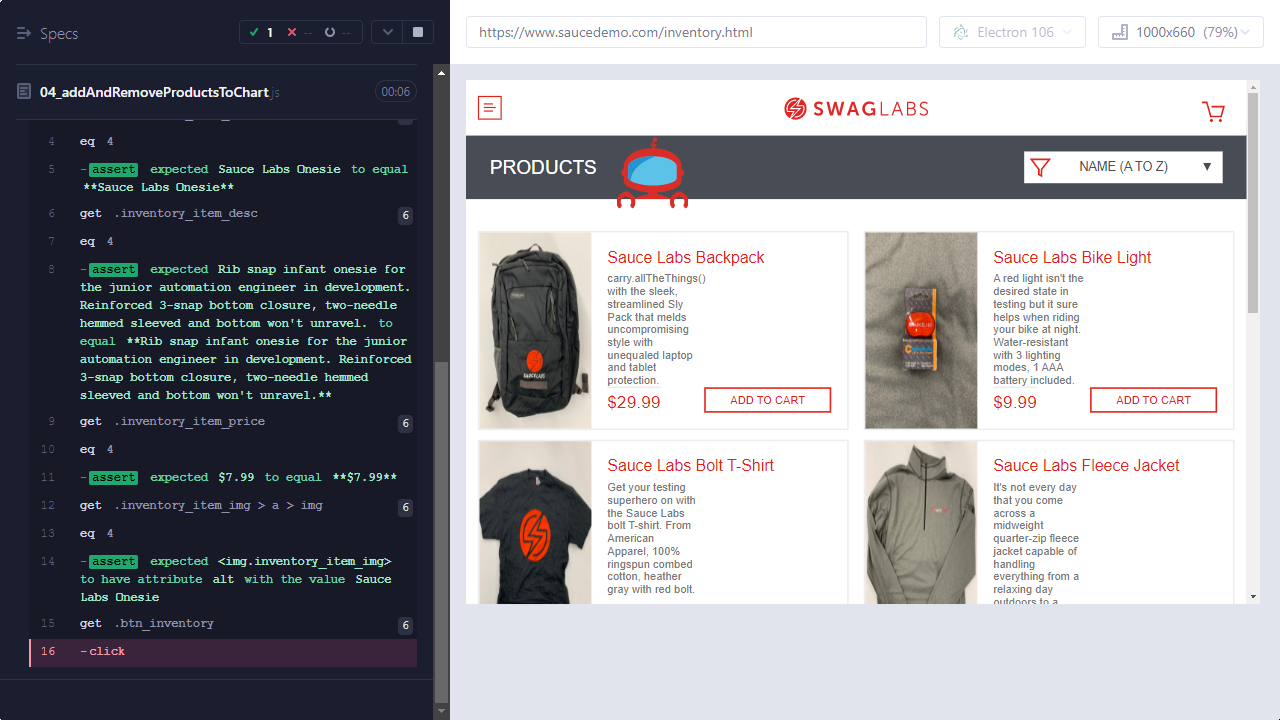 Specs
1
--
--
https://www.saucedemo.com/inventory.html
Electron 106
1000x660 (79%)
04_addAndRemoveProductsToChart.js
00:06
4 eq 4
5 -assert expected Sauce Labs Onesie to equal
**Sauce Labs Onesie**
6 get .inventory_item_desc 6
7 eq 4
8 -assert expected Rib snap infant onesie for
the junior automation engineer in development.
Reinforced 3-snap bottom closure, two-needle
hemmed sleeved and bottom won't unravel. to
equal **Rib snap infant onesie for the junior
automation engineer in development. Reinforced
3-snap bottom closure, two-needle hemmed
sleeved and bottom won't unravel.**
9 get .inventory_item_price 6
10 eq 4
11 -assert expected $7.99 to equal **$7.99**
12 get .inventory_item_img > a > img 6
13 eq 4
14 -assert expected <img.inventory_item_img>
to have attribute alt with the value Sauce
Labs Onesie
15 get .btn_inventory 6
16 -click
SWAGLABS
PRODUCTS
NAME (A TO Z)
Sauce Labs Backpack
carry.allTheThings()
with the sleek,
streamlined Sly
Pack that melds
uncompromising
style with
unequaled laptop
and tablet
protection.
$29.99
ADD TO CART
Sauce Labs Bike Light
A red light isn't the
desired state in
testing but it sure
helps when riding
your bike at night.
Water-resistant
with 3 lighting
modes, 1 AAA
battery included.
$9.99
ADD TO CART
Sauce Labs Bolt T-Shirt
Get your testing
superhero on with
the Sauce Labs
bolt T-shirt. From
American
Apparel, 100%
ringspun combed
cotton, heather
gray with red bolt.
Sauce Labs Fleece Jacket
It's not every day
that you come
across a
midweight
quarter-zip fleece
jacket capable of
handling
everything from a
relaxing day
outdoors to a